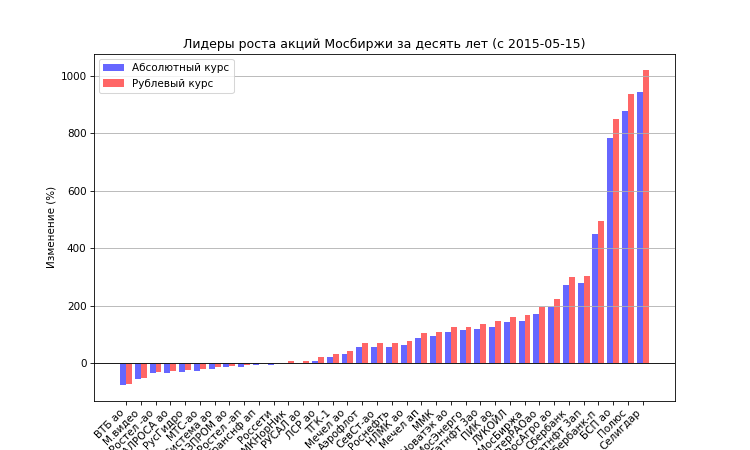 Лидеры роста акций Мосбиржи за десять лет (с 2015-05-15)
Абсолютный курс
Рублевый курс
Изменение (%)
1000
800
600
400
200
0
ВТБ ао
М.видео
Ростел -ао
АЛРОСА ао
РусГидро
МТС-ао
Система ао
ГАЗПРОМ ао
Ростел -ап
Транснф ап
Россети
ГМКНорНик
РУСАЛ ао
ЛСР ао
ТГК-1
Мечел ао
Аэрофлот
СевСт-ао
Роснефть
НЛМК ао
Мечел ап
ММК
Новатэк ао
МосЭнерго
Татнфт 3ао
ПИК ао
ЛУКОЙЛ
МосБиржа
ИнтерРАОао
ФосАгро ао
Сбербанк
Татнфт 3ап
Сбербанк-п
БСП ао
Полюс
Селигдар